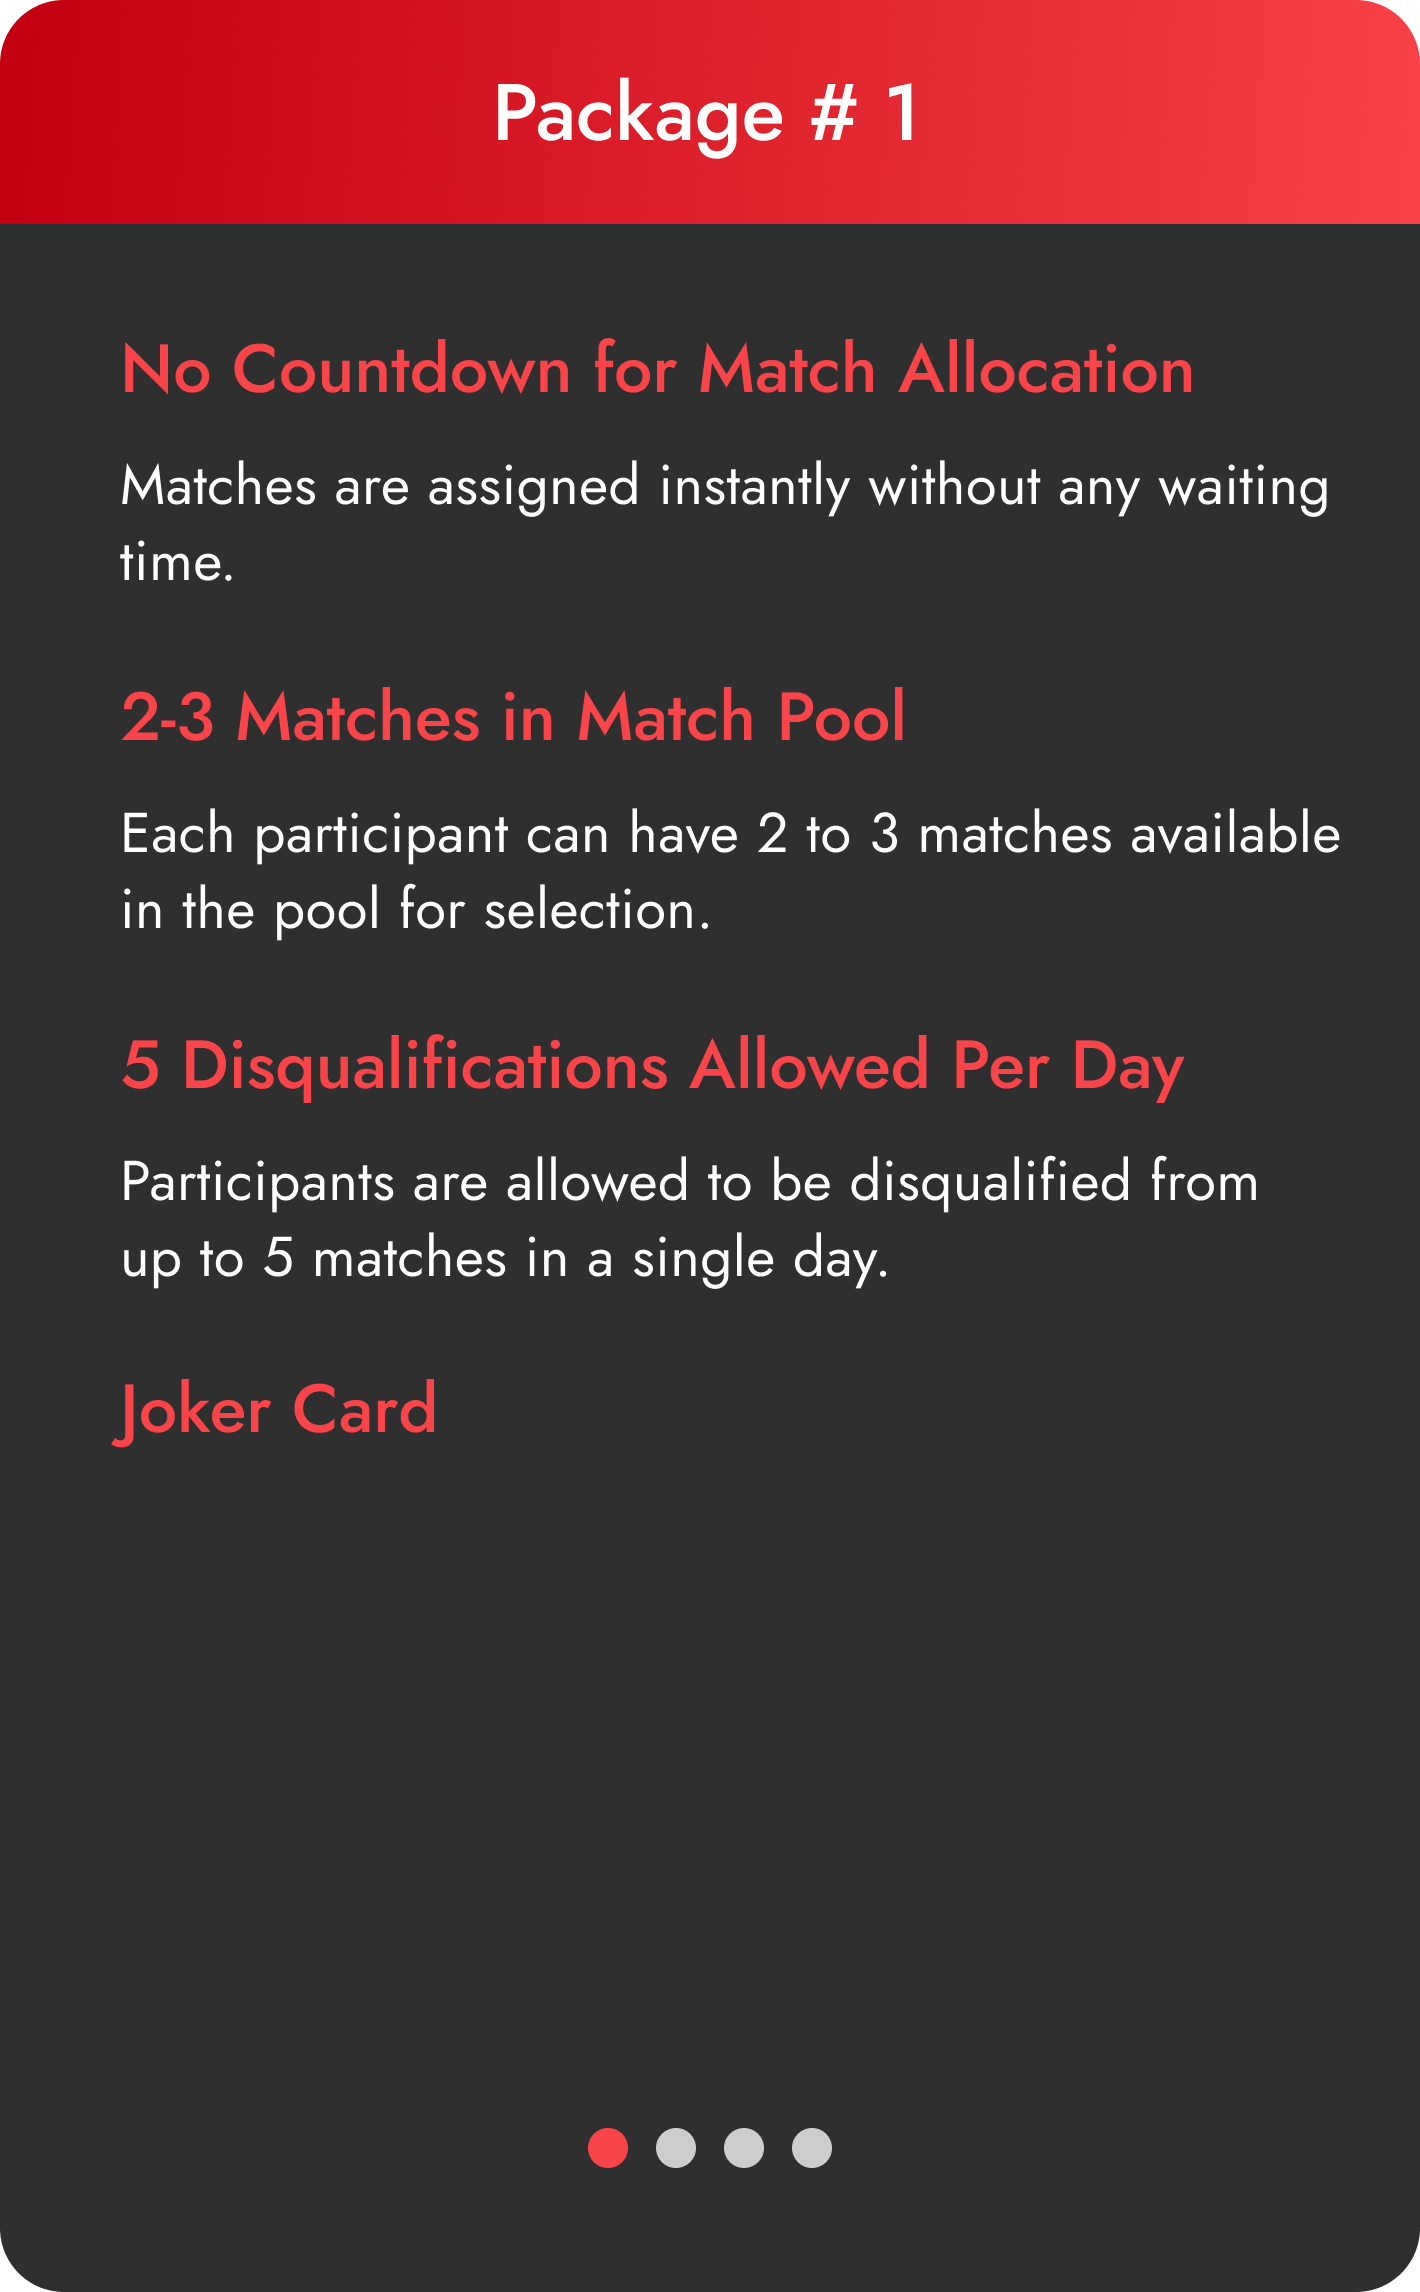 Package # 1
No Countdown for Match Allocation
Matches are assigned instantly without any waiting
time.
2-3 Matches in Match Pool
Each participant can have 2 to 3 matches available
in the pool for selection.
5 Disqualifications Allowed Per Day
Participants are allowed to be disqualified from
up to 5 matches in a single day.
Joker Card